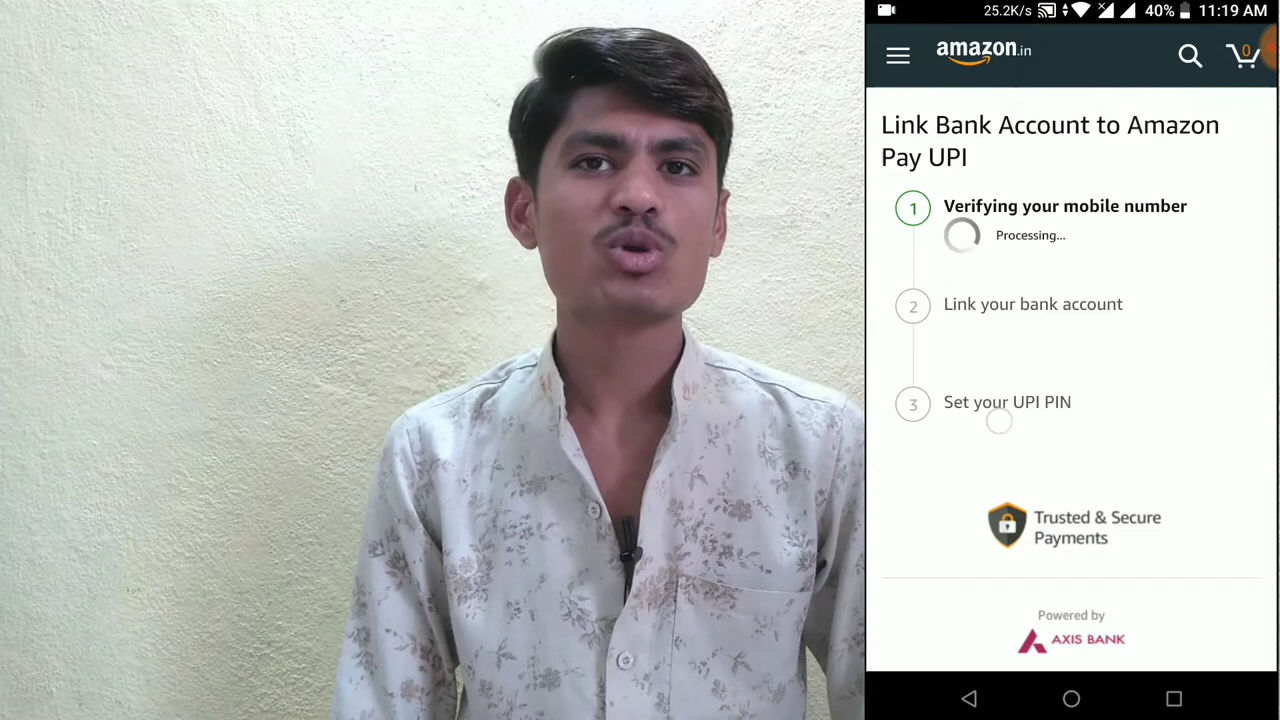 25.2K/s 40% 11:19 AM
amazon.in
0
Link Bank Account to Amazon
Pay UPI
1 Verifying your mobile number
Processing...
2 Link your bank account
3 Set your UPI PIN
Trusted & Secure
Payments
Powered by
AXIS BANK